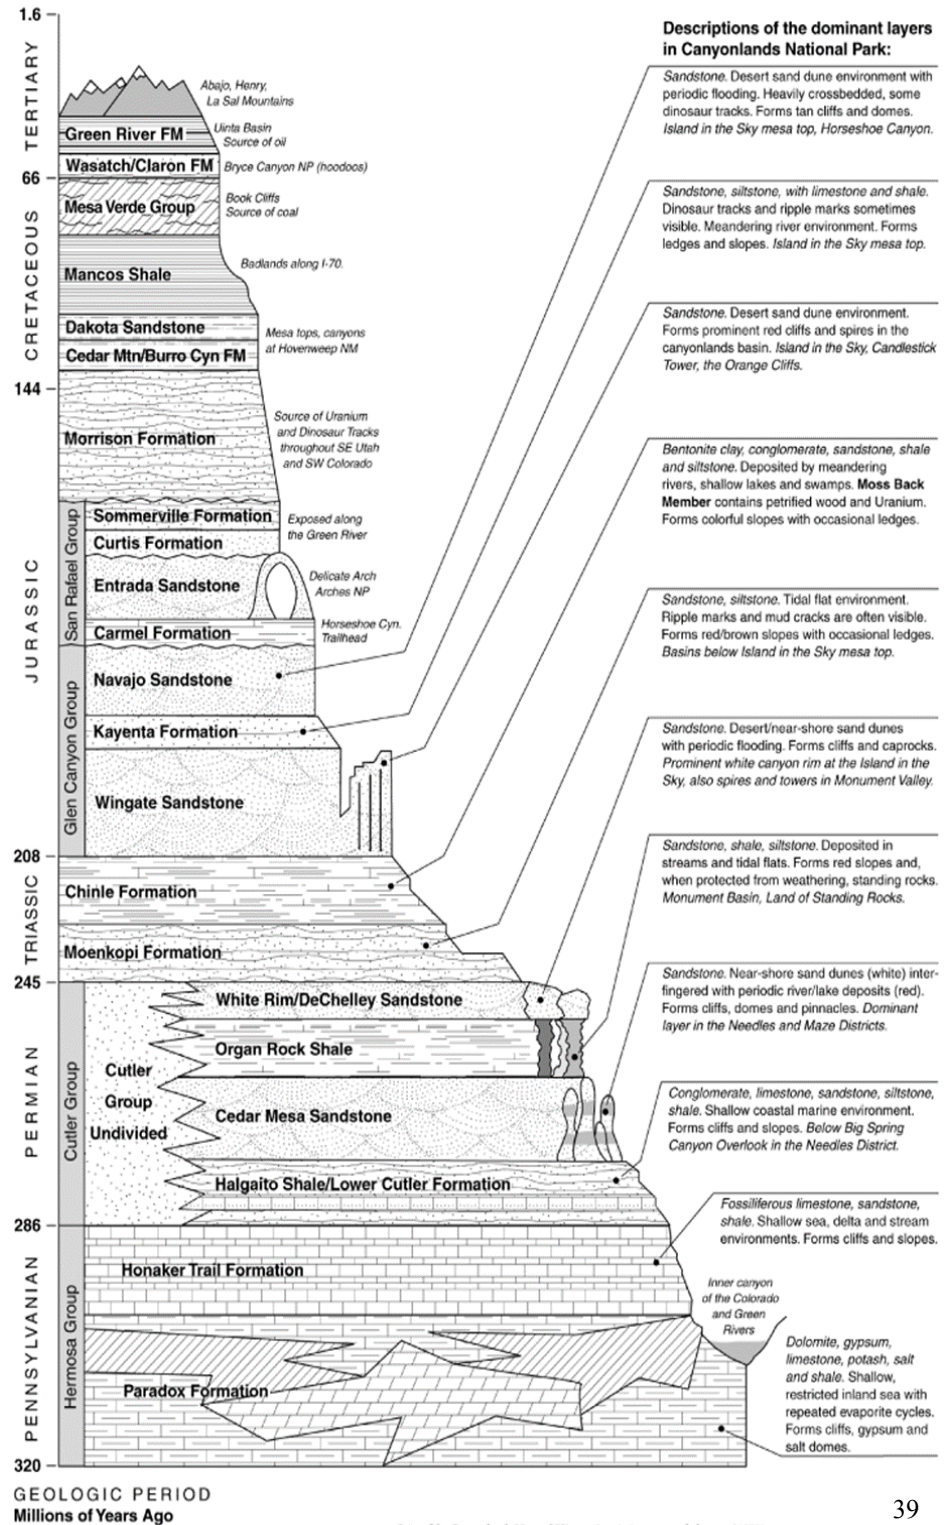 1.6
TERTIARY
Abajo, Henry,
La Sal Mountains
Green River FM
Uinta Basin
Source of oil
Wasatch/Claron FM
Bryce Canyon NP (hoodoos)
66
CRETACEOUS
Mesa Verde Group
Book Cliffs
Source of coal
Mancos Shale
Badlands along I-70.
Dakota Sandstone
Mesa tops, canyons
at Hovenweep NM
Cedar Mtn/Burro Cyn FM
144
JURASSIC
Morrison Formation
Source of Uranium
and Dinosaur Tracks
throughout SE Utah
and SW Colorado
San Rafael Group
Sommerville Formation
Exposed along
the Green River
Curtis Formation
Entrada Sandstone
Delicate Arch
Arches NP
Carmel Formation
Horseshoe Cyn.
Trailhead
Glen Canyon Group
Navajo Sandstone
Kayenta Formation
Wingate Sandstone
208
TRIASSIC
Chinle Formation
Moenkopi Formation
245
PERMIAN
Cutler Group
Cutler
Group
Undivided
White Rim/DeChelley Sandstone
Organ Rock Shale
Cedar Mesa Sandstone
Halgaito Shale/Lower Cutler Formation
286
PENNSYLVANIAN
Hermosa Group
Honaker Trail Formation
Paradox Formation
Inner canyon
of the Colorado
and Green
Rivers
320
GEOLOGIC PERIOD
Millions of Years Ago
Descriptions of the dominant layers
in Canyonlands National Park:
Sandstone. Desert sand dune environment with
periodic flooding. Heavily crossbedded, some
dinosaur tracks. Forms tan cliffs and domes.
Island in the Sky mesa top, Horseshoe Canyon.
Sandstone, siltstone, with limestone and shale.
Dinosaur tracks and ripple marks sometimes
visible. Meandering river environment. Forms
ledges and slopes. Island in the Sky mesa top.
Sandstone. Desert sand dune environment.
Forms prominent red cliffs and spires in the
canyonlands basin. Island in the Sky, Candlestick
Tower, the Orange Cliffs.
Bentonite clay, conglomerate, sandstone, shale
and siltstone. Deposited by meandering
rivers, shallow lakes and swamps. Moss Back
Member contains petrified wood and Uranium.
Forms colorful slopes with occasional ledges.
Sandstone, siltstone. Tidal flat environment.
Ripple marks and mud cracks are often visible.
Forms red/brown slopes with occasional ledges.
Basins below Island in the Sky mesa top.
Sandstone. Desert/near-shore sand dunes
with periodic flooding. Forms cliffs and caprocks.
Prominent white canyon rim at the Island in the
Sky, also spires and towers in Monument Valley.
Sandstone, shale, siltstone. Deposited in
streams and tidal flats. Forms red slopes and,
when protected from weathering, standing rocks.
Monument Basin, Land of Standing Rocks.
Sandstone. Near-shore sand dunes (white) inter-
fingered with periodic river/lake deposits (red).
Forms cliffs, domes and pinnacles. Dominant
layer in the Needles and Maze Districts.
Conglomerate, limestone, sandstone, siltstone,
shale. Shallow coastal marine environment.
Forms cliffs and slopes. Below Big Spring
Canyon Overlook in the Needles District.
Fossiliferous limestone, sandstone,
shale. Shallow sea, delta and stream
environments. Forms cliffs and slopes.
Dolomite, gypsum,
limestone, potash, salt
and shale. Shallow,
restricted inland sea with
repeated evaporite cycles.
Forms cliffs, gypsum and
salt domes.
39